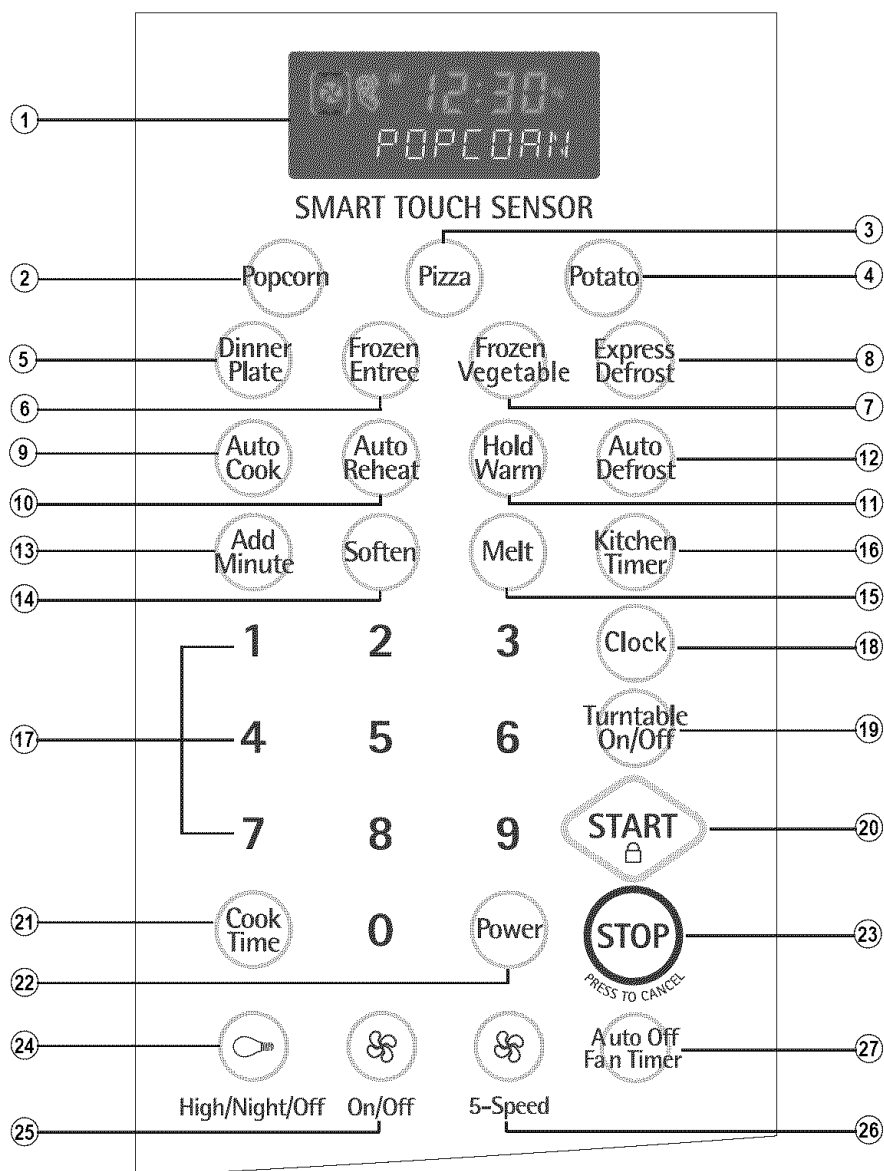 1 12:30
POPCORN
SMART TOUCH SENSOR
3
2 Popcorn Pizza Potato 4
5 Dinner Plate Frozen Entree Frozen Vegetable Express Defrost 8
6 7
9 Auto Cook Auto Reheat Hold Warm Auto Defrost 12
10 11
13 Add Minute Soften Melt Kitchen Timer 16
14 15
1 2 3 Clock 18
17 4 5 6 Turntable On/Off 19
7 8 9 START 20
21 Cook Time 0 Power STOP 23
22 PRESS TO CANCEL
24 Auto Off Fan Timer 27
High/Night/Off On/Off 5-Speed
25 26